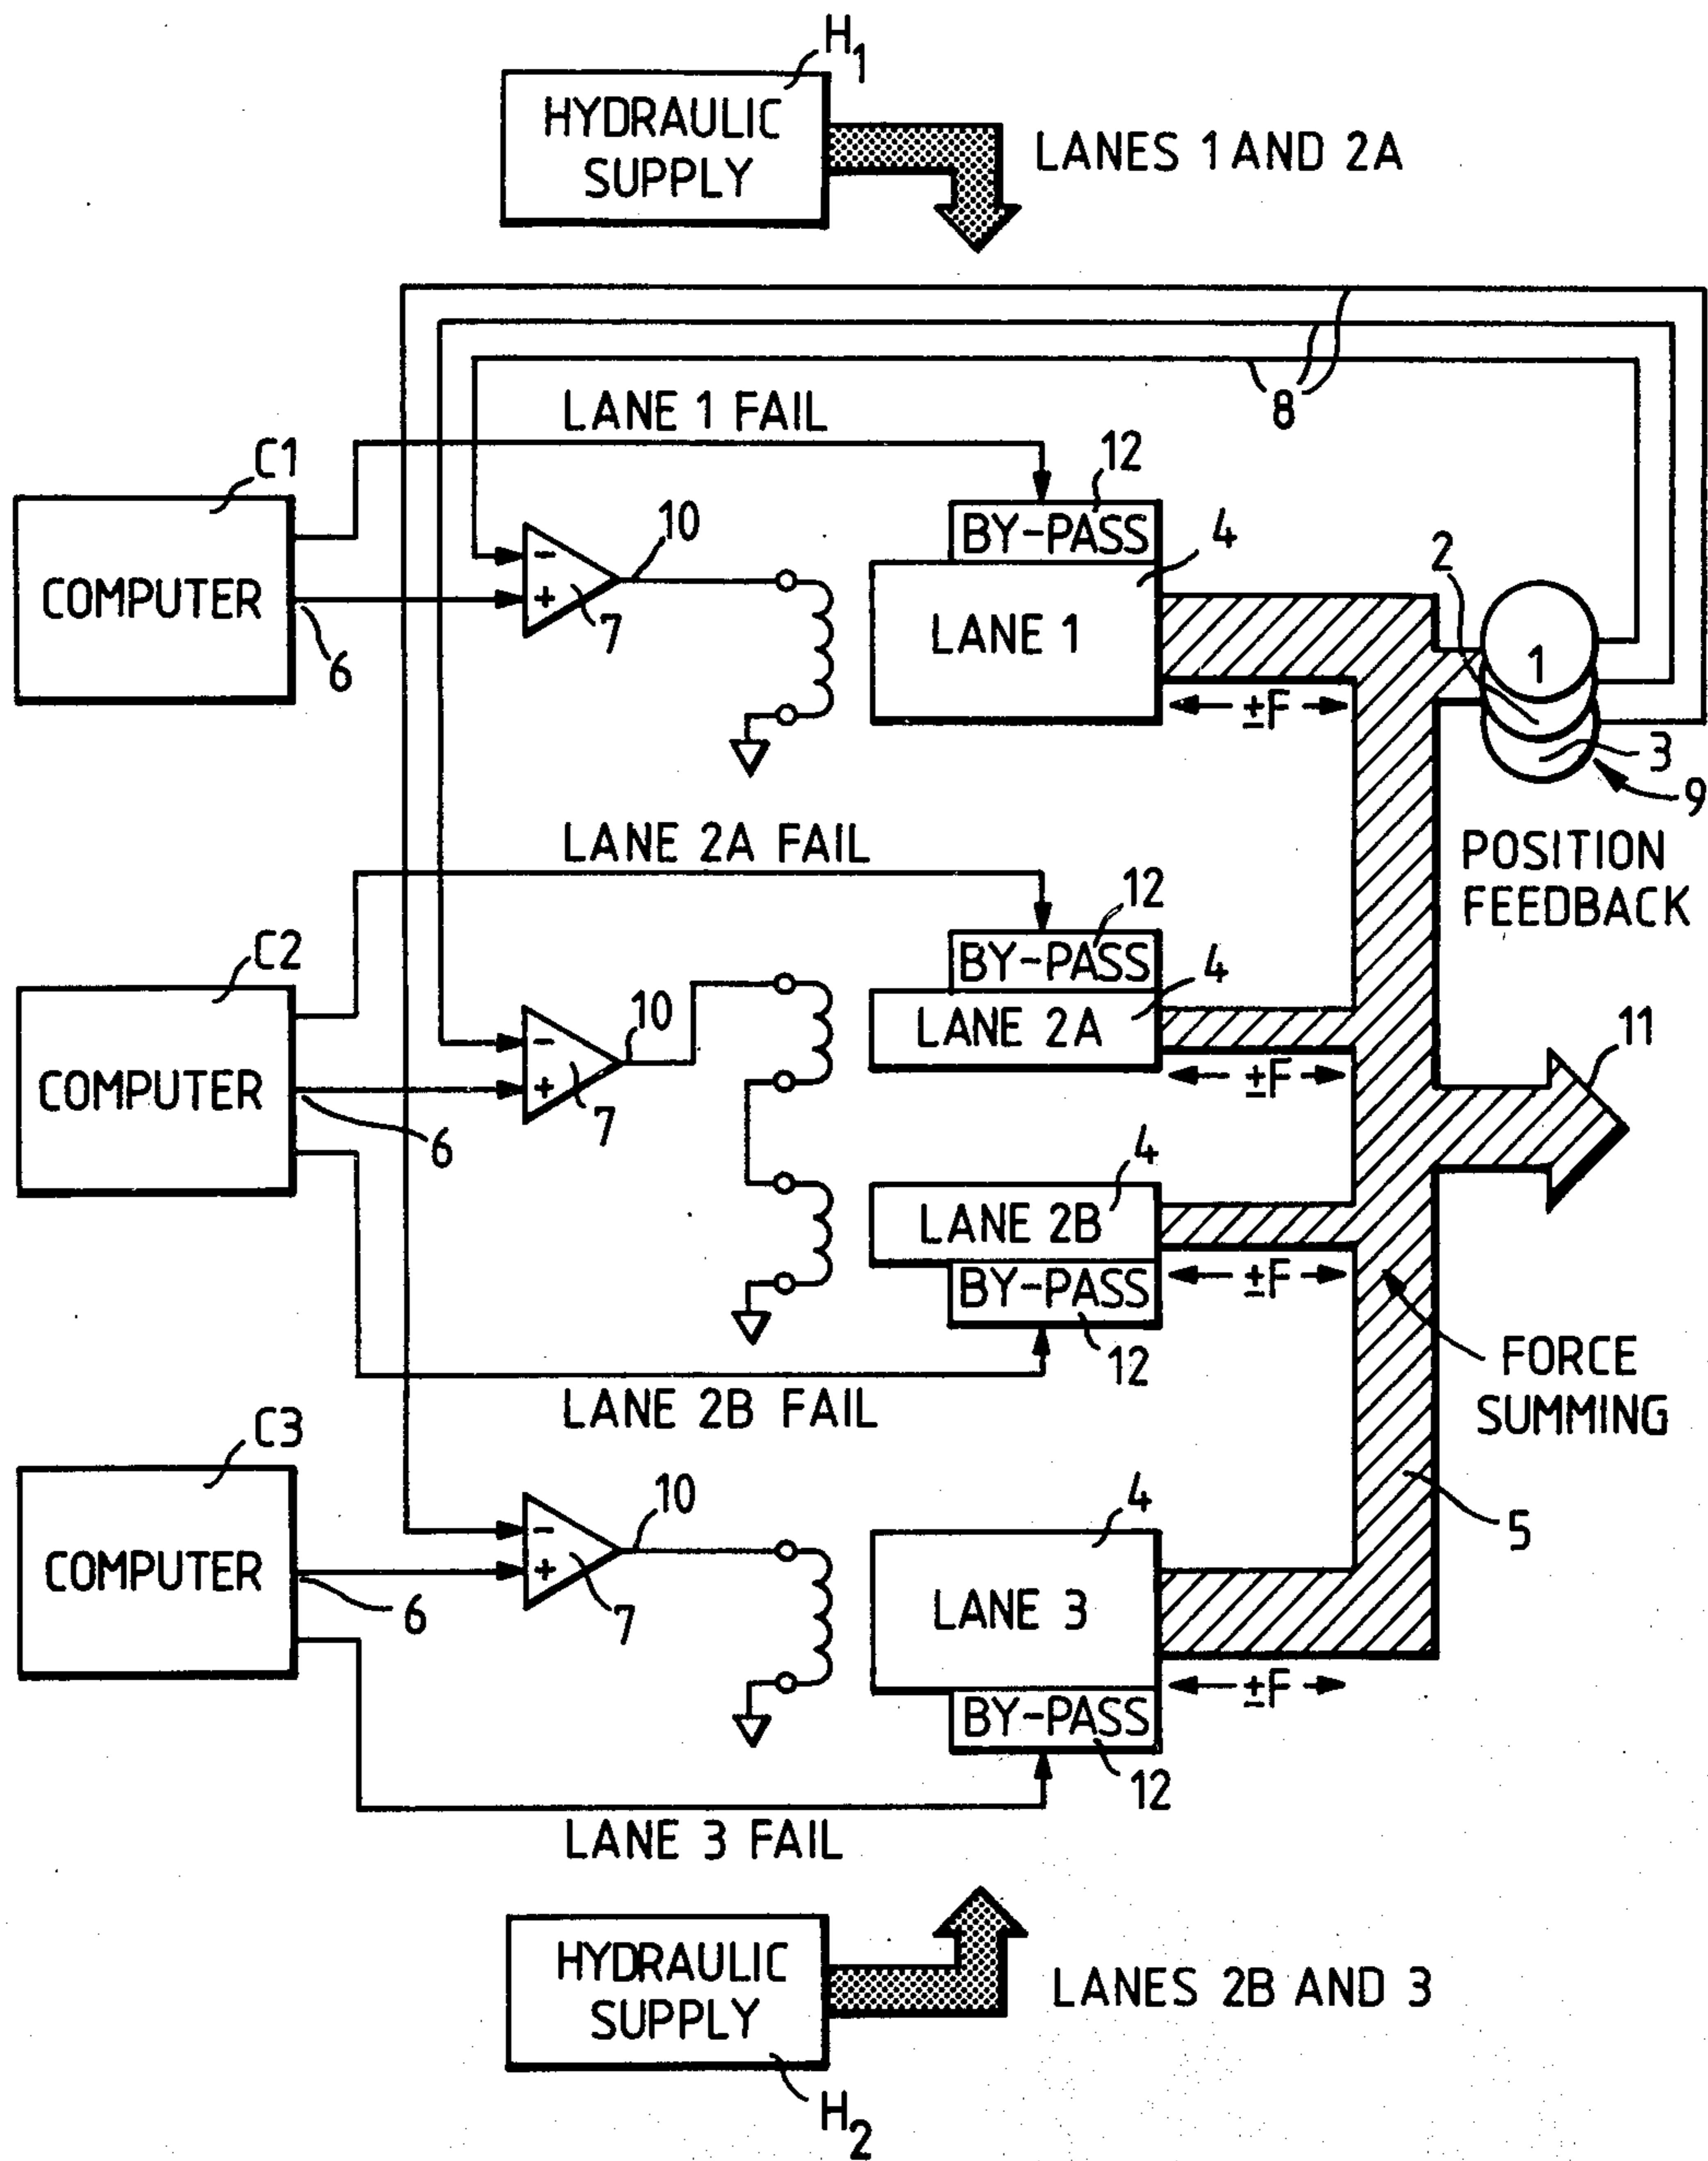 H1
HYDRAULIC
SUPPLY
LANES 1 AND 2A
8
LANE 1 FAIL
C1
COMPUTER
6
-
+
7
10
12
BY-PASS
4
LANE 1
±F
2
1
3
9
POSITION
FEEDBACK
LANE 2A FAIL
C2
COMPUTER
6
-
+
7
10
12
BY-PASS
4
LANE 2A
±F
11
4
LANE 2B
±F
BY-PASS
12
LANE 2B FAIL
FORCE
SUMMING
5
C3
COMPUTER
6
-
+
7
10
4
LANE 3
±F
BY-PASS
12
LANE 3 FAIL
HYDRAULIC
SUPPLY
LANES 2B AND 3
H2